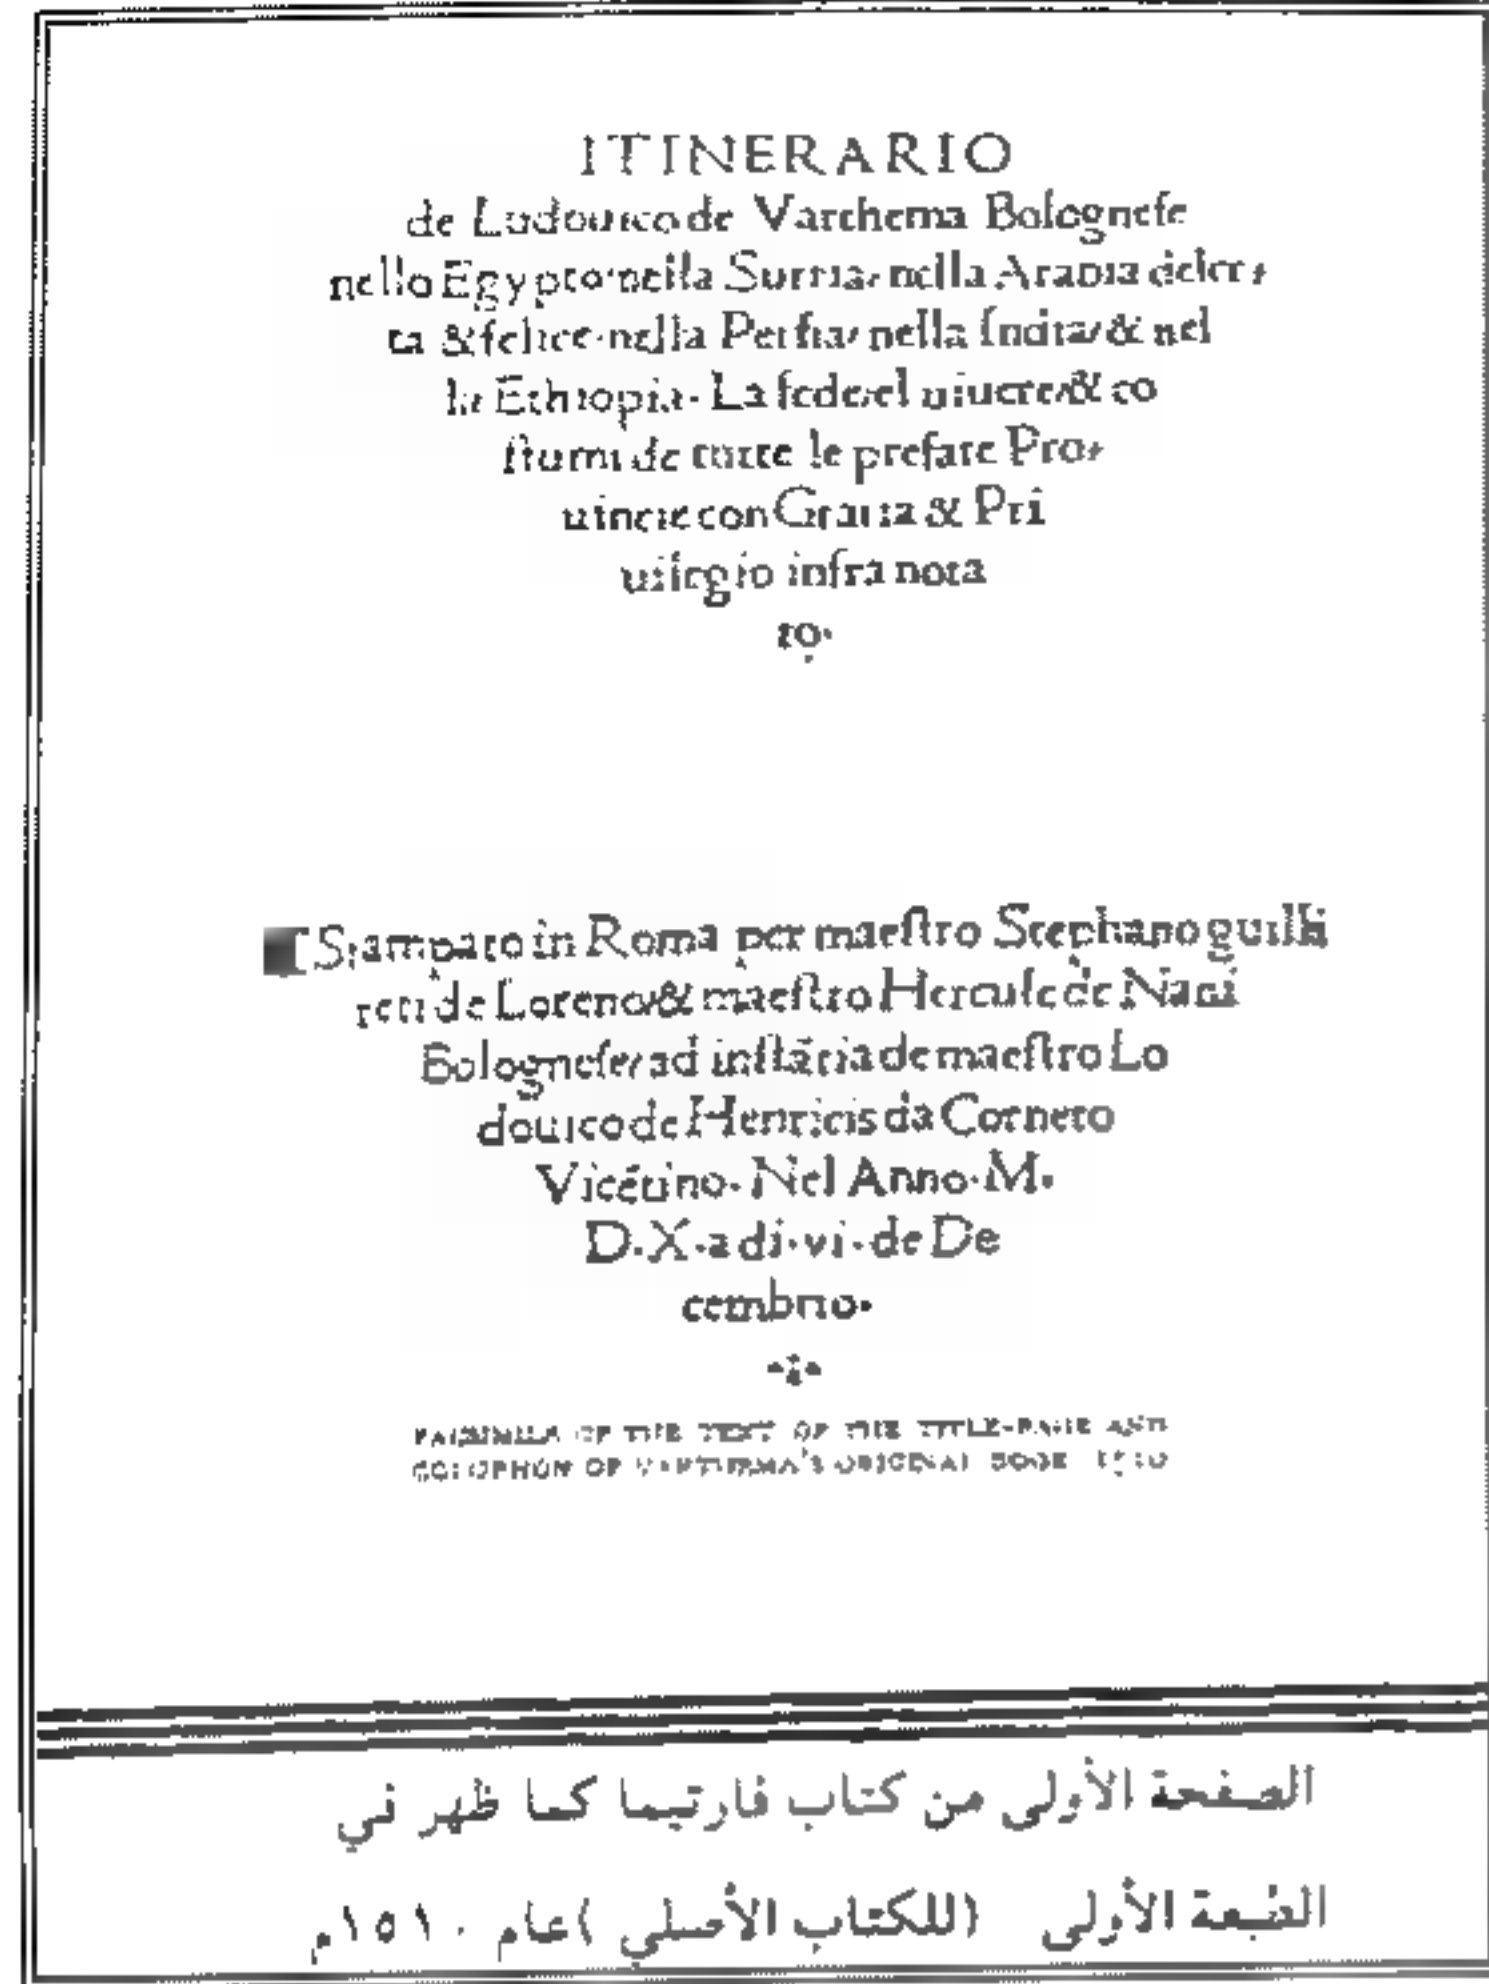 ITINERARIO
de Ludouico de Varthema Bolognese
nello Egypto/nella Surria/nella Arabia deser/
ta & felice/nella Persia/nella India/& nel
la Ethiopia. La fede/el uiuere/& co
stumi de tutte le prefate Pro/
uincie con Gratia & Pri
uilegio infra nota
to.
Stampato in Roma per maestro Stephano guilli
reti de Loreno/& maestro Hercule de Nani
Bolognese/ad instãtia de maestro Lo
douico de Henricis da Corneto
Vicétino. Nel Anno. M.
D.X. a di. vi. de De
cembrio.
FACSIMILE OF THE TEXT OF THE TITLE-PAGE AND
COLOPHON OF VARTHEMA'S ORIGINAL BOOK 1510
الصفحة الأولى من كتاب فارتيما كما ظهر في
الطبعة الأولى (للكتاب الأصلي) عام ١٥١٠م